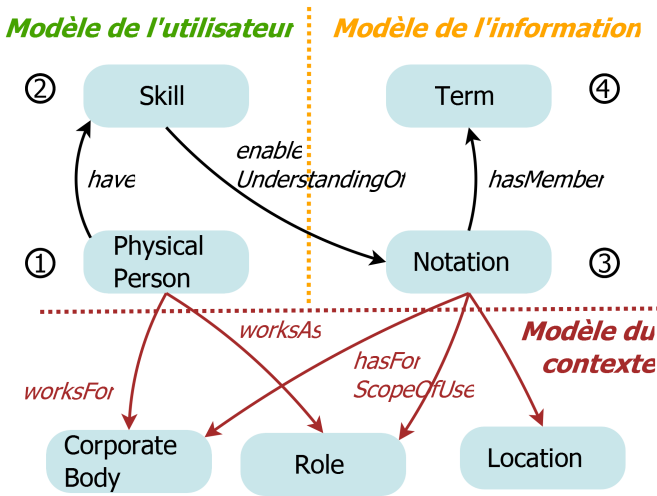 Modèle de l'utilisateur
Modèle de l'information
②
Skill
Term
④
have
enable
UnderstandingOf
hasMember
①
Physical
Person
Notation
③
worksAs
Modèle du
contexte
worksFor
hasFor
ScopeOfUse
Corporate
Body
Role
Location